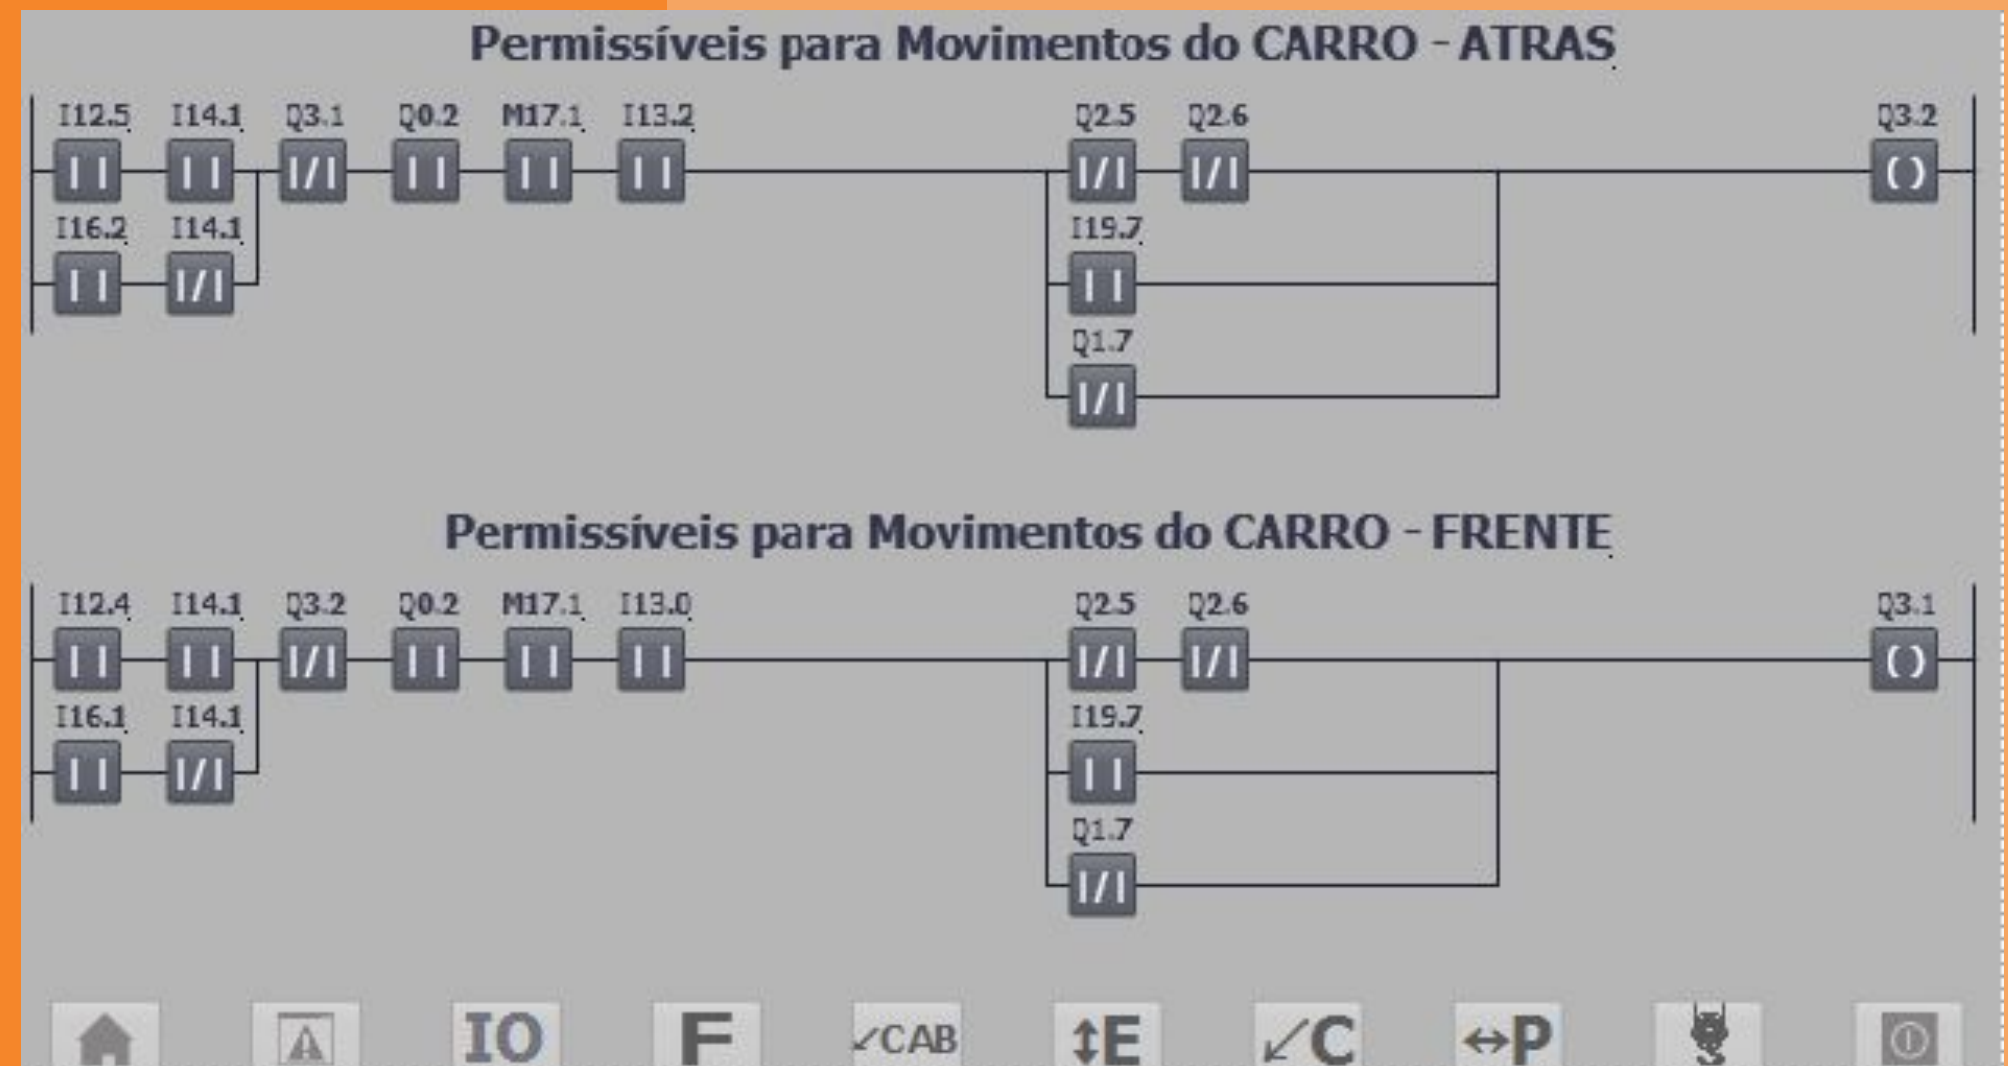 Permissíveis para Movimentos do CARRO - ATRAS
I12.5 I14.1 Q3.1 Q0.2 M17.1 I13.2 Q2.5 Q2.6 Q3.2
I16.2 I14.1 I19.7
Q1.7
Permissíveis para Movimentos do CARRO - FRENTE
I12.4 I14.1 Q3.2 Q0.2 M17.1 I13.0 Q2.5 Q2.6 Q3.1
I16.1 I14.1 I19.7
Q1.7
IO F CAB E C P